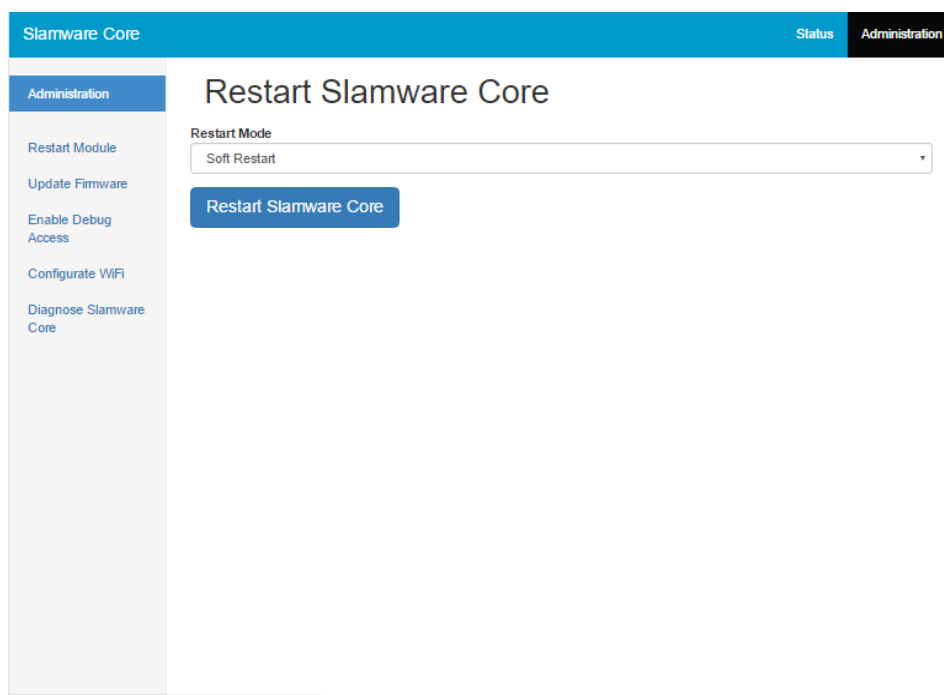 Slamware Core
Status
Administration
Administration
Restart Module
Update Firmware
Enable Debug
Access
Configurate WiFi
Diagnose Slamware
Core
Restart Slamware Core
Restart Mode
Soft Restart
Restart Slamware Core